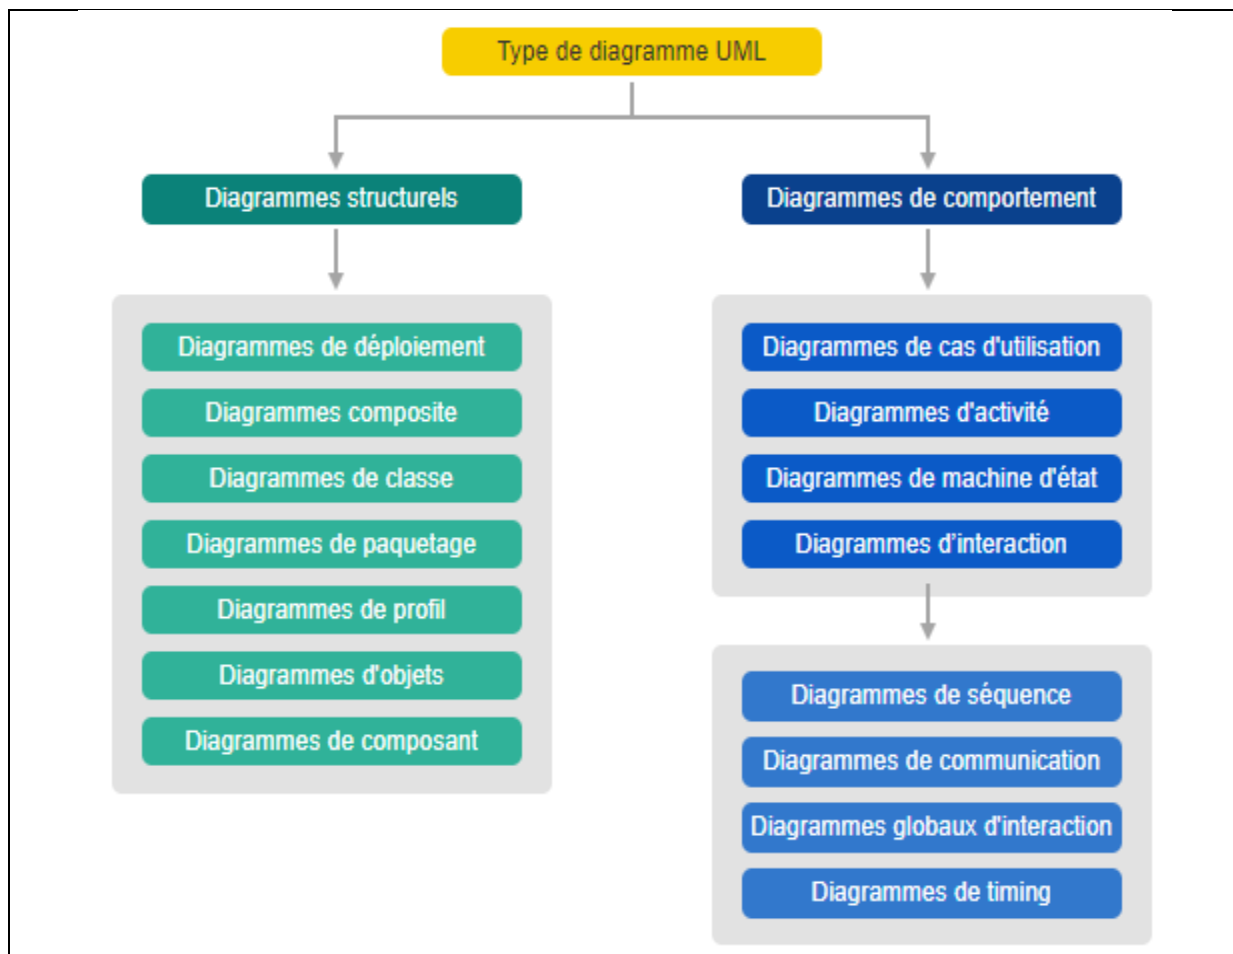 Type de diagramme UML
Diagrammes structurels
Diagrammes de comportement
Diagrammes de déploiement
Diagrammes composite
Diagrammes de classe
Diagrammes de paquetage
Diagrammes de profil
Diagrammes d'objets
Diagrammes de composant
Diagrammes de cas d'utilisation
Diagrammes d'activité
Diagrammes de machine d'état
Diagrammes d'interaction
Diagrammes de séquence
Diagrammes de communication
Diagrammes globaux d'interaction
Diagrammes de timing